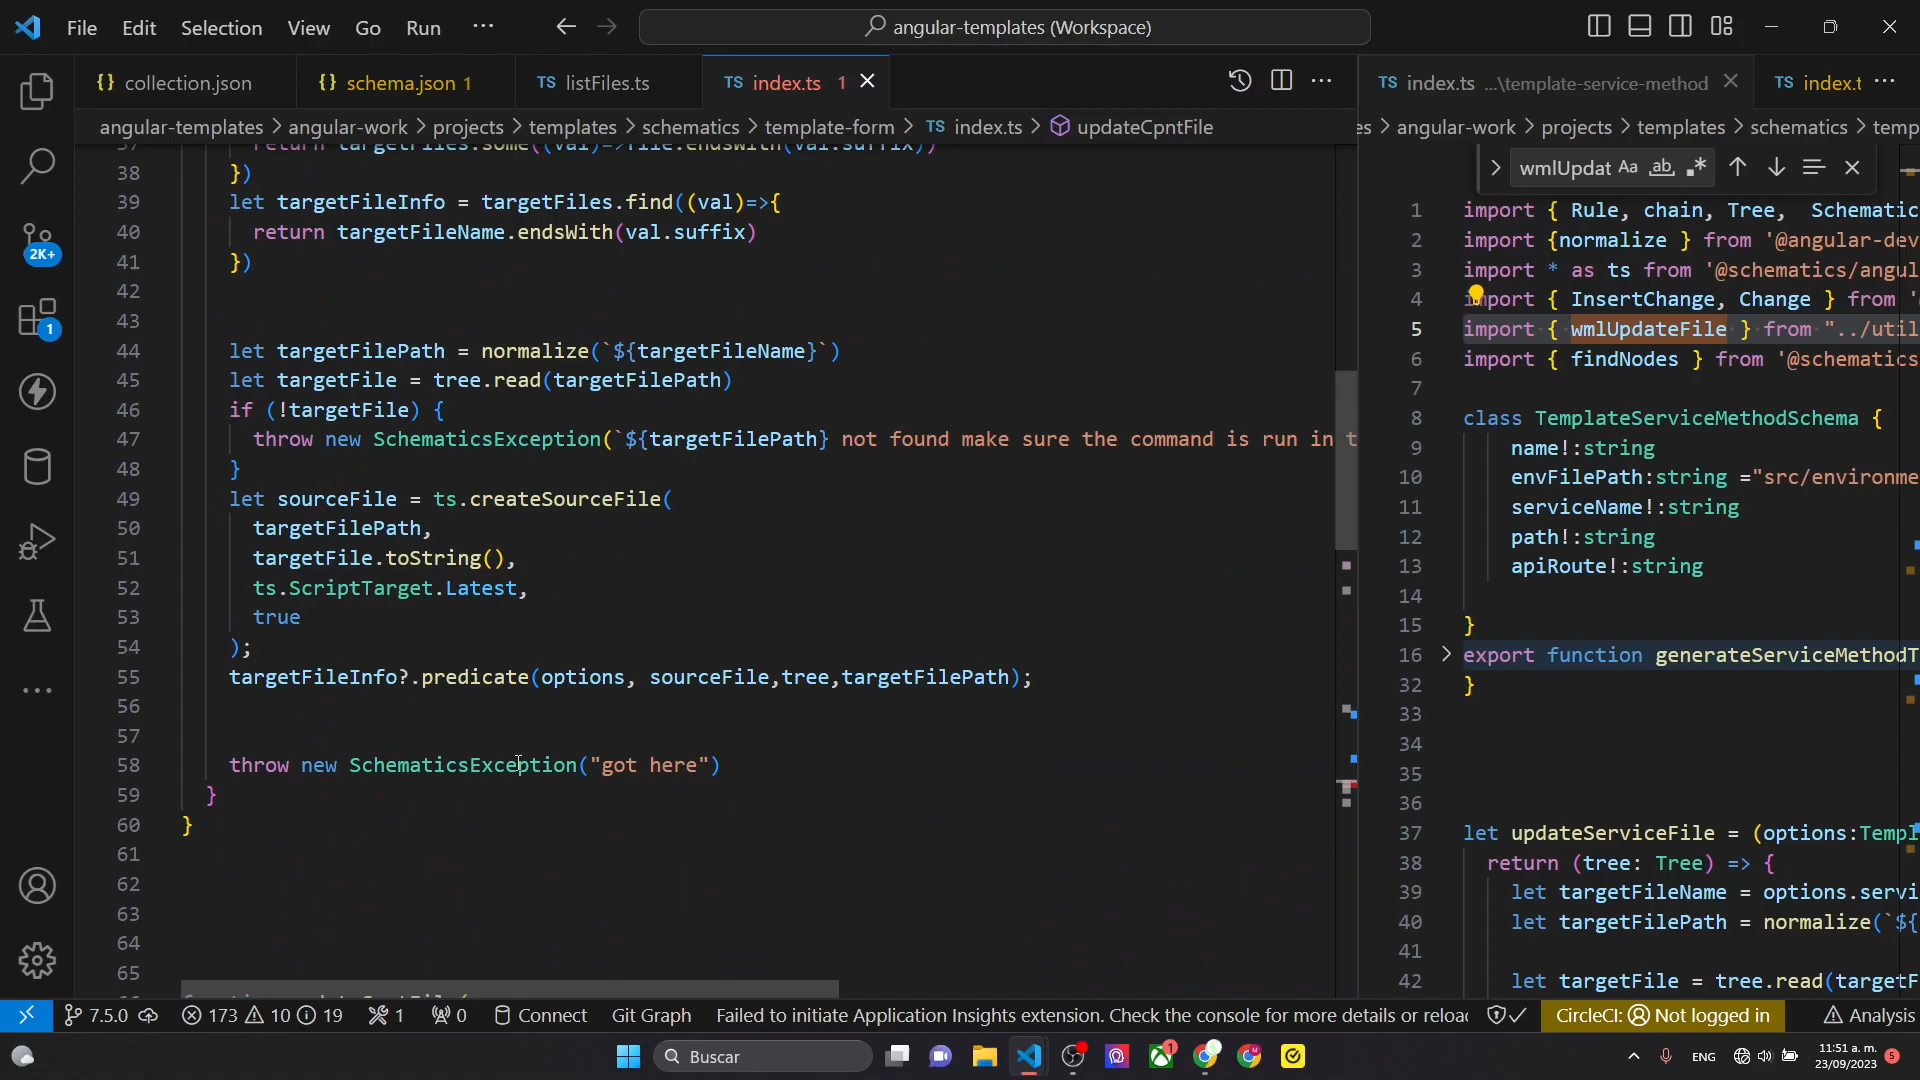 File Edit Selection View Go Run ··· angular-templates (Workspace)
{} collection.json {} schema.json 1 TS listFiles.ts TS index.ts 1 TS index.ts ...\template-service-method TS index.t
angular-templates > angular-work > projects > templates > schematics > template-form > TS index.ts > updateCpntFile
es > angular-work > projects > templates > schematics > temp
wmlUpdat Aa ab
return targetFiles.some((val)=>file.endsWith(val.suffix))
38 })
39 let targetFileInfo = targetFiles.find((val)=>{
40 return targetFileName.endsWith(val.suffix)
41 })
42
43
44 let targetFilePath = normalize(`${targetFileName}`)
45 let targetFile = tree.read(targetFilePath)
46 if (!targetFile) {
47 throw new SchematicsException(`${targetFilePath} not found make sure the command is run in t
48 }
49 let sourceFile = ts.createSourceFile(
50 targetFilePath,
51 targetFile.toString(),
52 ts.ScriptTarget.Latest,
53 true
54 );
55 targetFileInfo?.predicate(options, sourceFile,tree,targetFilePath);
56
57
58 throw new SchematicsException("got here")
59 }
60 }
61
62
63
64
65
1 import { Rule, chain, Tree, Schematic
2 import {normalize } from '@angular-dev
3 import * as ts from '@schematics/angul
4 import { InsertChange, Change } from '
5 import { wmlUpdateFile } from "../util
6 import { findNodes } from '@schematics
7
8 class TemplateServiceMethodSchema {
9 name!:string
10 envFilePath:string ="src/environme
11 serviceName!:string
12 path!:string
13 apiRoute!:string
14
15 }
16 export function generateServiceMethodT
32 }
33
34
35
36
37 let updateServiceFile = (options:Templ
38 return (tree: Tree) => {
39 let targetFileName = options.servi
40 let targetFilePath = normalize(`${
41
42 let targetFile = tree.read(targetF
2K+
1
7.5.0 173 10 19 1 0 Connect Git Graph Failed to initiate Application Insights extension. Check the console for more details or reloa CircleCI: Not logged in Analysis
Buscar 1 ENG 11:51 a. m. 5
23/09/2023